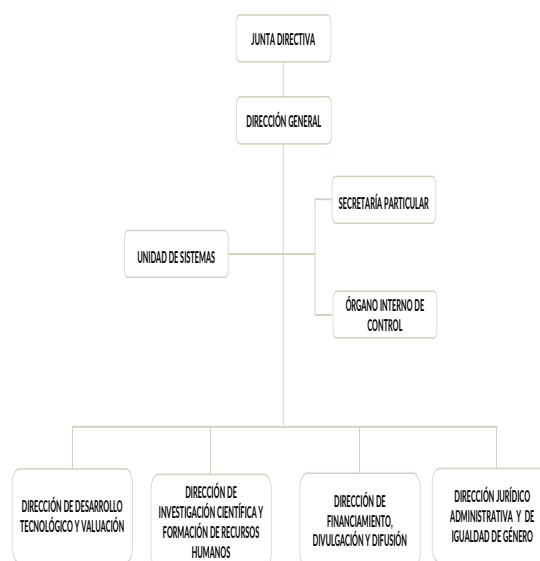 JUNTA DIRECTIVA
DIRECCIÓN GENERAL
SECRETARÍA PARTICULAR
UNIDAD DE SISTEMAS
ÓRGANO INTERNO DE
CONTROL
DIRECCIÓN DE DESARROLLO
TECNOLÓGICO Y VALUACIÓN
DIRECCIÓN DE
INVESTIGACIÓN CIENTÍFICA Y
FORMACIÓN DE RECURSOS
HUMANOS
DIRECCIÓN DE
FINANCIAMIENTO,
DIVULGACIÓN Y DIFUSIÓN
DIRECCIÓN JURÍDICO
ADMINISTRATIVA Y DE
IGUALDAD DE GÉNERO